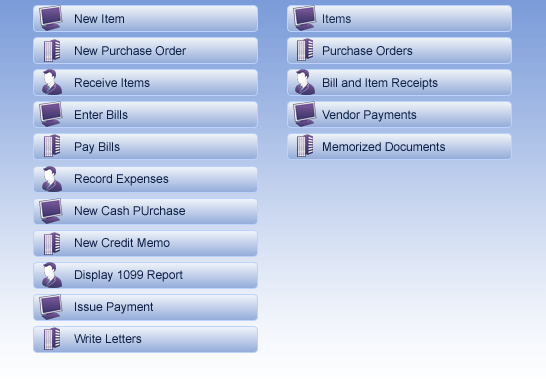 New Item
New Purchase Order
Receive Items
Enter Bills
Pay Bills
Record Expenses
New Cash PUrchase
New Credit Memo
Display 1099 Report
Issue Payment
Write Letters
Items
Purchase Orders
Bill and Item Receipts
Vendor Payments
Memorized Documents